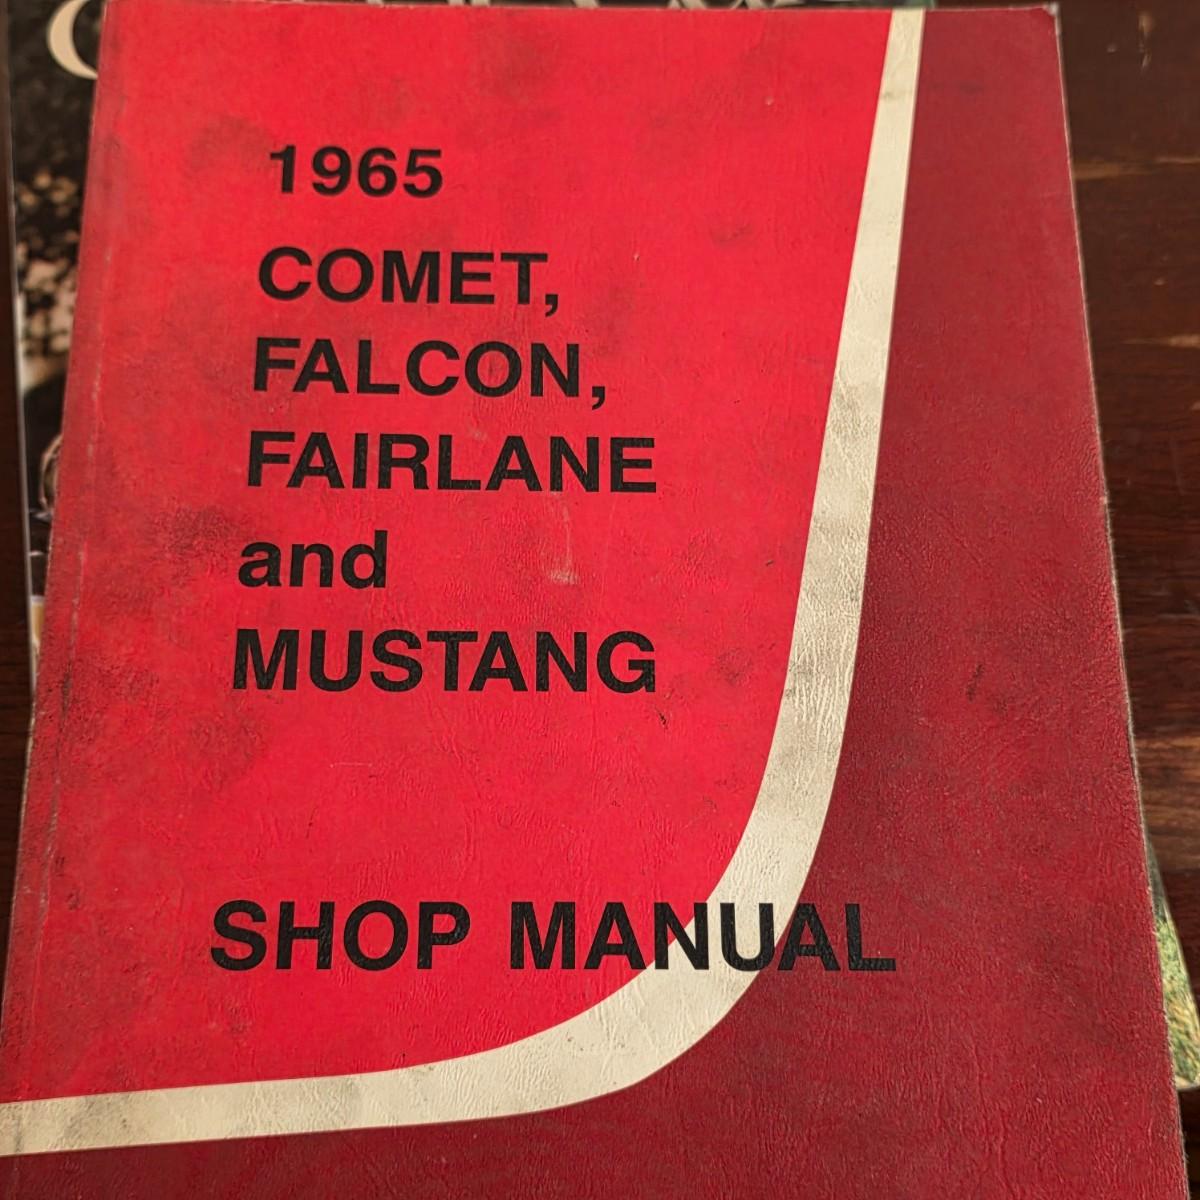 1965
COMET,
FALCON,
FAIRLANE
and
MUSTANG
SHOP MANUAL